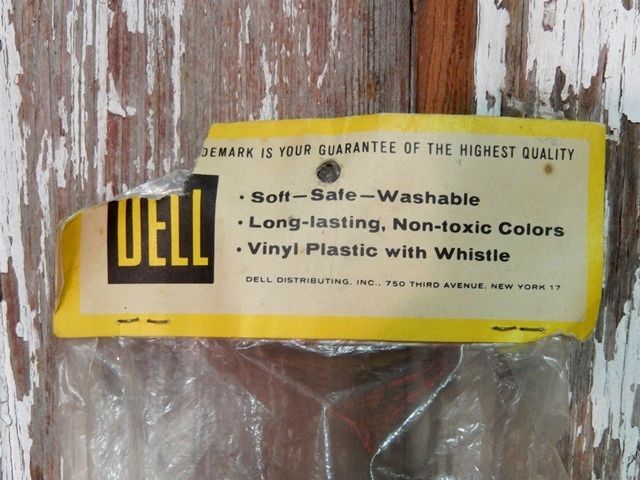 DEMARK IS YOUR GUARANTEE OF THE HIGHEST QUALITY
DELL
• Soft—Safe—Washable
• Long-lasting, Non-toxic Colors
• Vinyl Plastic with Whistle
DELL DISTRIBUTING, INC., 750 THIRD AVENUE, NEW YORK 17